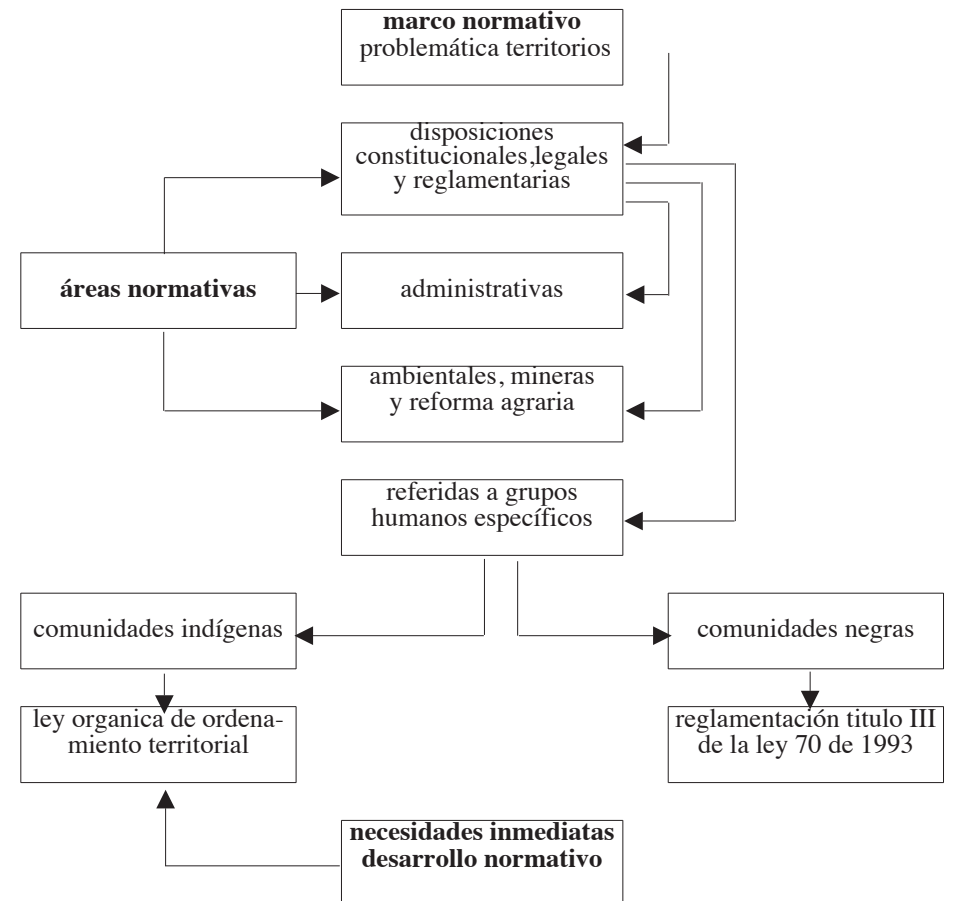 marco normativo
problemática territorios
disposiciones
constitucionales,legales
y reglamentarias
áreas normativas
administrativas
ambientales, mineras
y reforma agraria
referidas a grupos
humanos específicos
comunidades indígenas
comunidades negras
ley organica de ordena-
miento territorial
reglamentación titulo III
de la ley 70 de 1993
necesidades inmediatas
desarrollo normativo